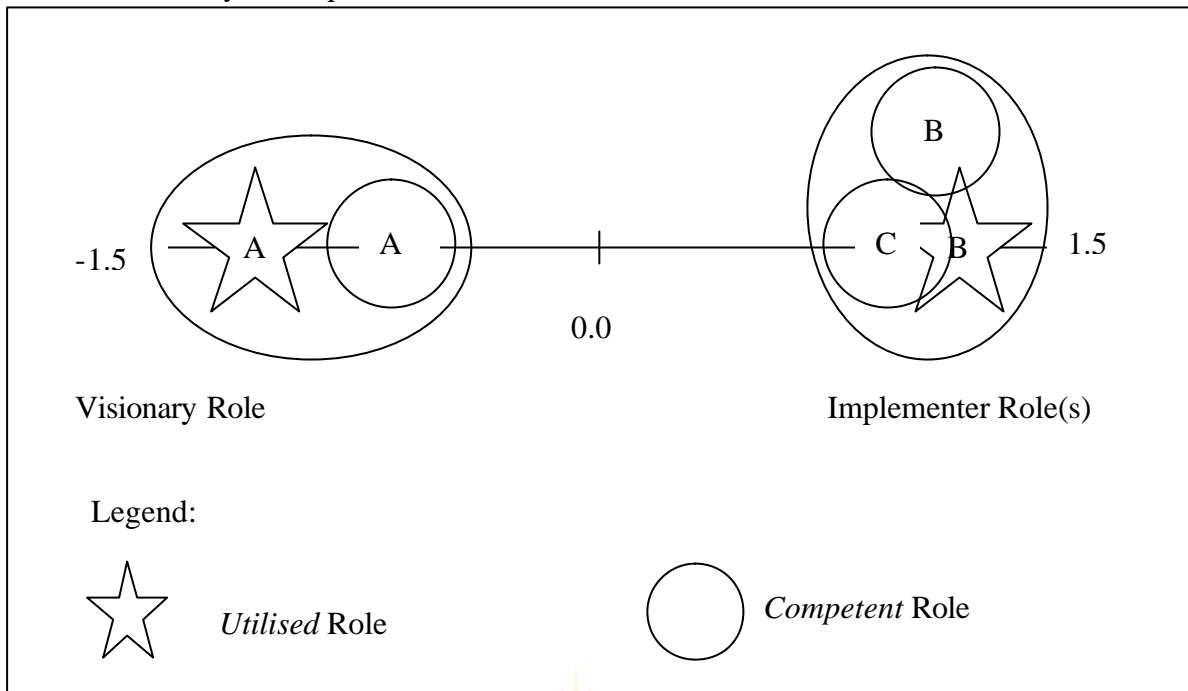 B
A
A
C
B
-1.5
1.5
0.0
Visionary Role
Implementer Role(s)
Legend:
Utilised Role
Competent Role